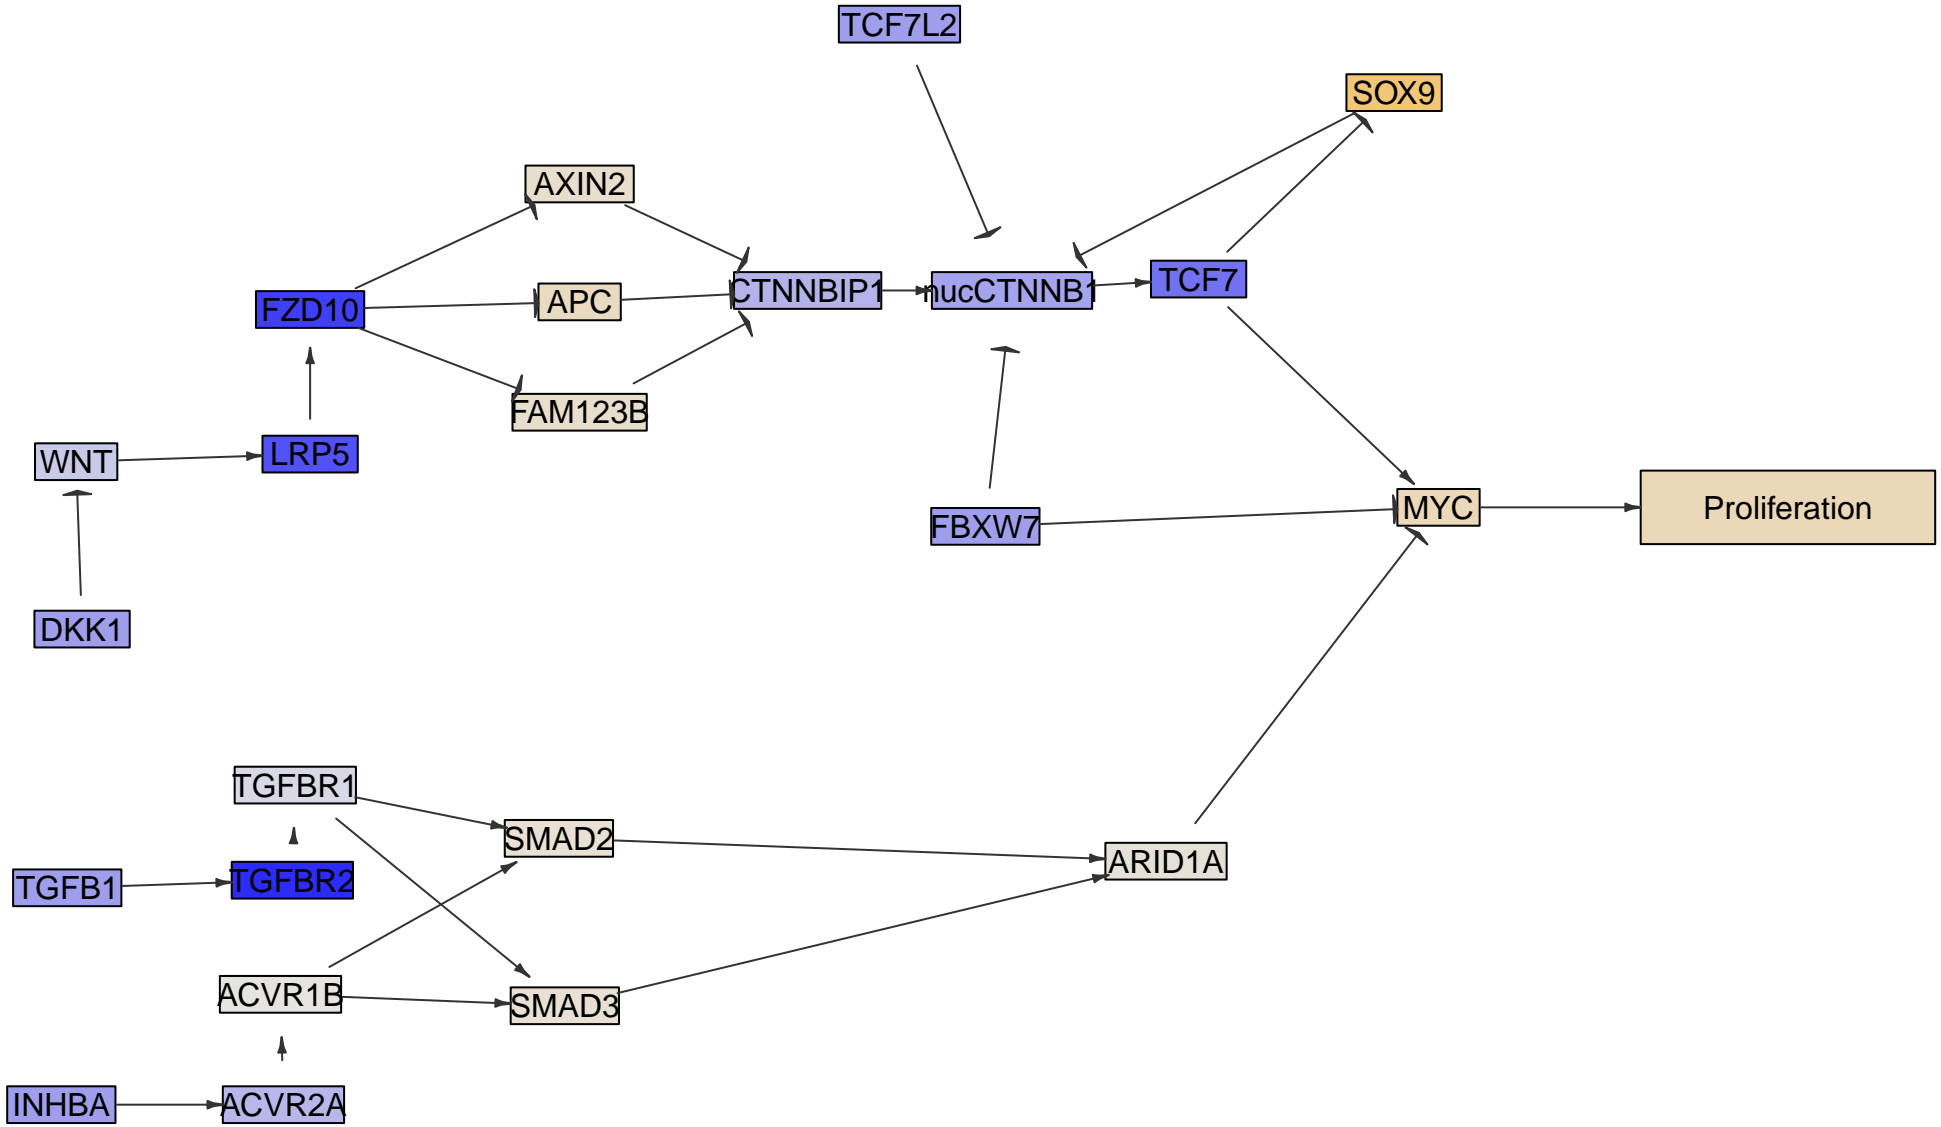 TCF7L2
SOX9
AXIN2
APC
CTNNBIP1
nucCTNNB1
TCF7
FZD10
FAM123B
WNT
LRP5
FBXW7
MYC
Proliferation
DKK1
TGFBR1
SMAD2
TGFB1
TGFBR2
ARID1A
ACVR1B
SMAD3
INHBA
ACVR2A